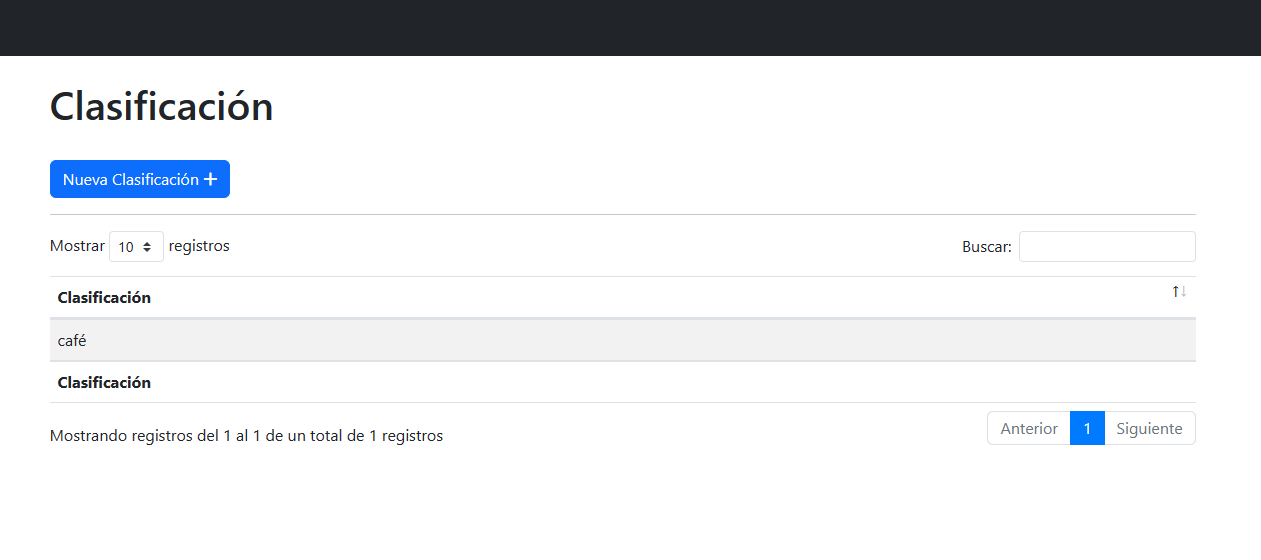 Clasificación
Nueva Clasificación +
Mostrar 10 registros
Buscar:
Clasificación
café
Clasificación
Mostrando registros del 1 al 1 de un total de 1 registros
Anterior 1 Siguiente